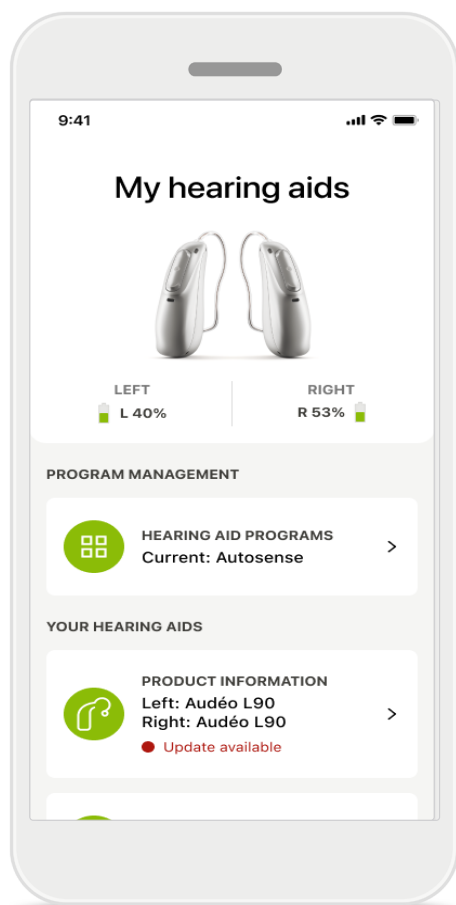 9:41
My hearing aids
LEFT
RIGHT
L 40%
R 53%
PROGRAM MANAGEMENT
HEARING AID PROGRAMS
Current: Autosense
YOUR HEARING AIDS
PRODUCT INFORMATION
Left: Audéo L90
Right: Audéo L90
Update available